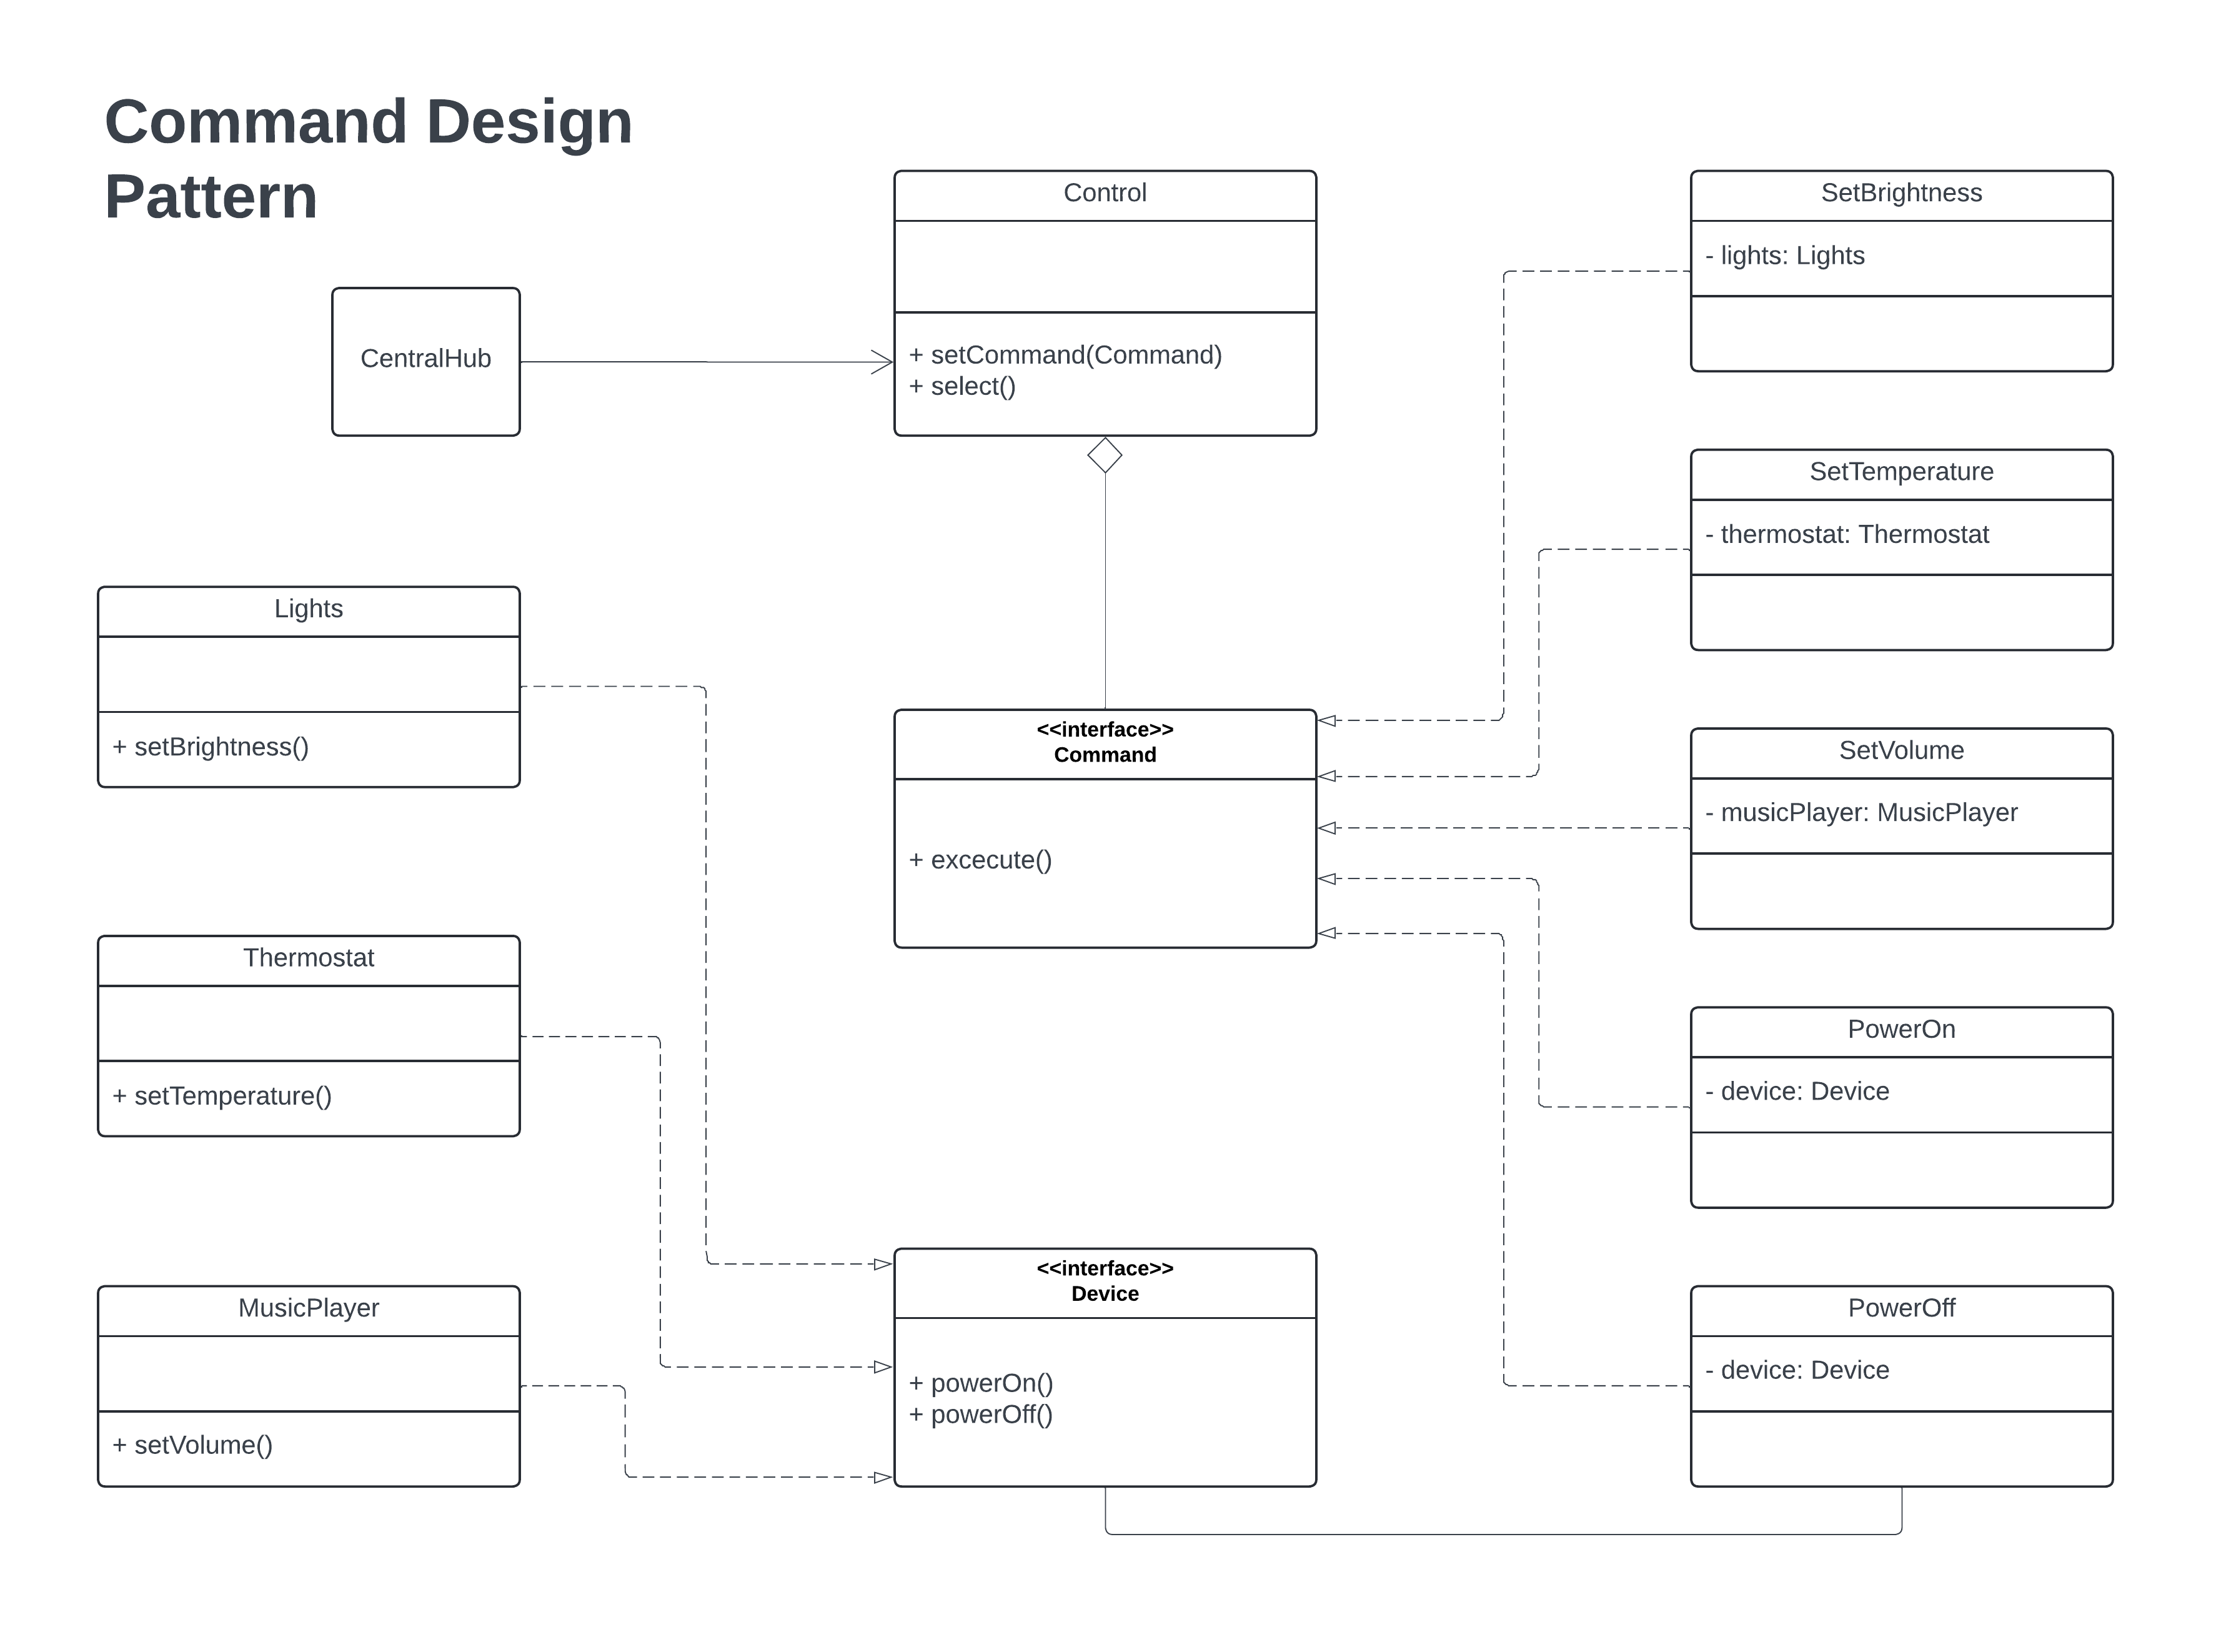 Command Design
Pattern
Control
+ setCommand(Command)
+ select()
CentralHub
SetBrightness
- lights: Lights
SetTemperature
- thermostat: Thermostat
Lights
+ setBrightness()
<<interface>>
Command
+ excecute()
SetVolume
- musicPlayer: MusicPlayer
Thermostat
+ setTemperature()
PowerOn
- device: Device
MusicPlayer
+ setVolume()
<<interface>>
Device
+ powerOn()
+ powerOff()
PowerOff
- device: Device